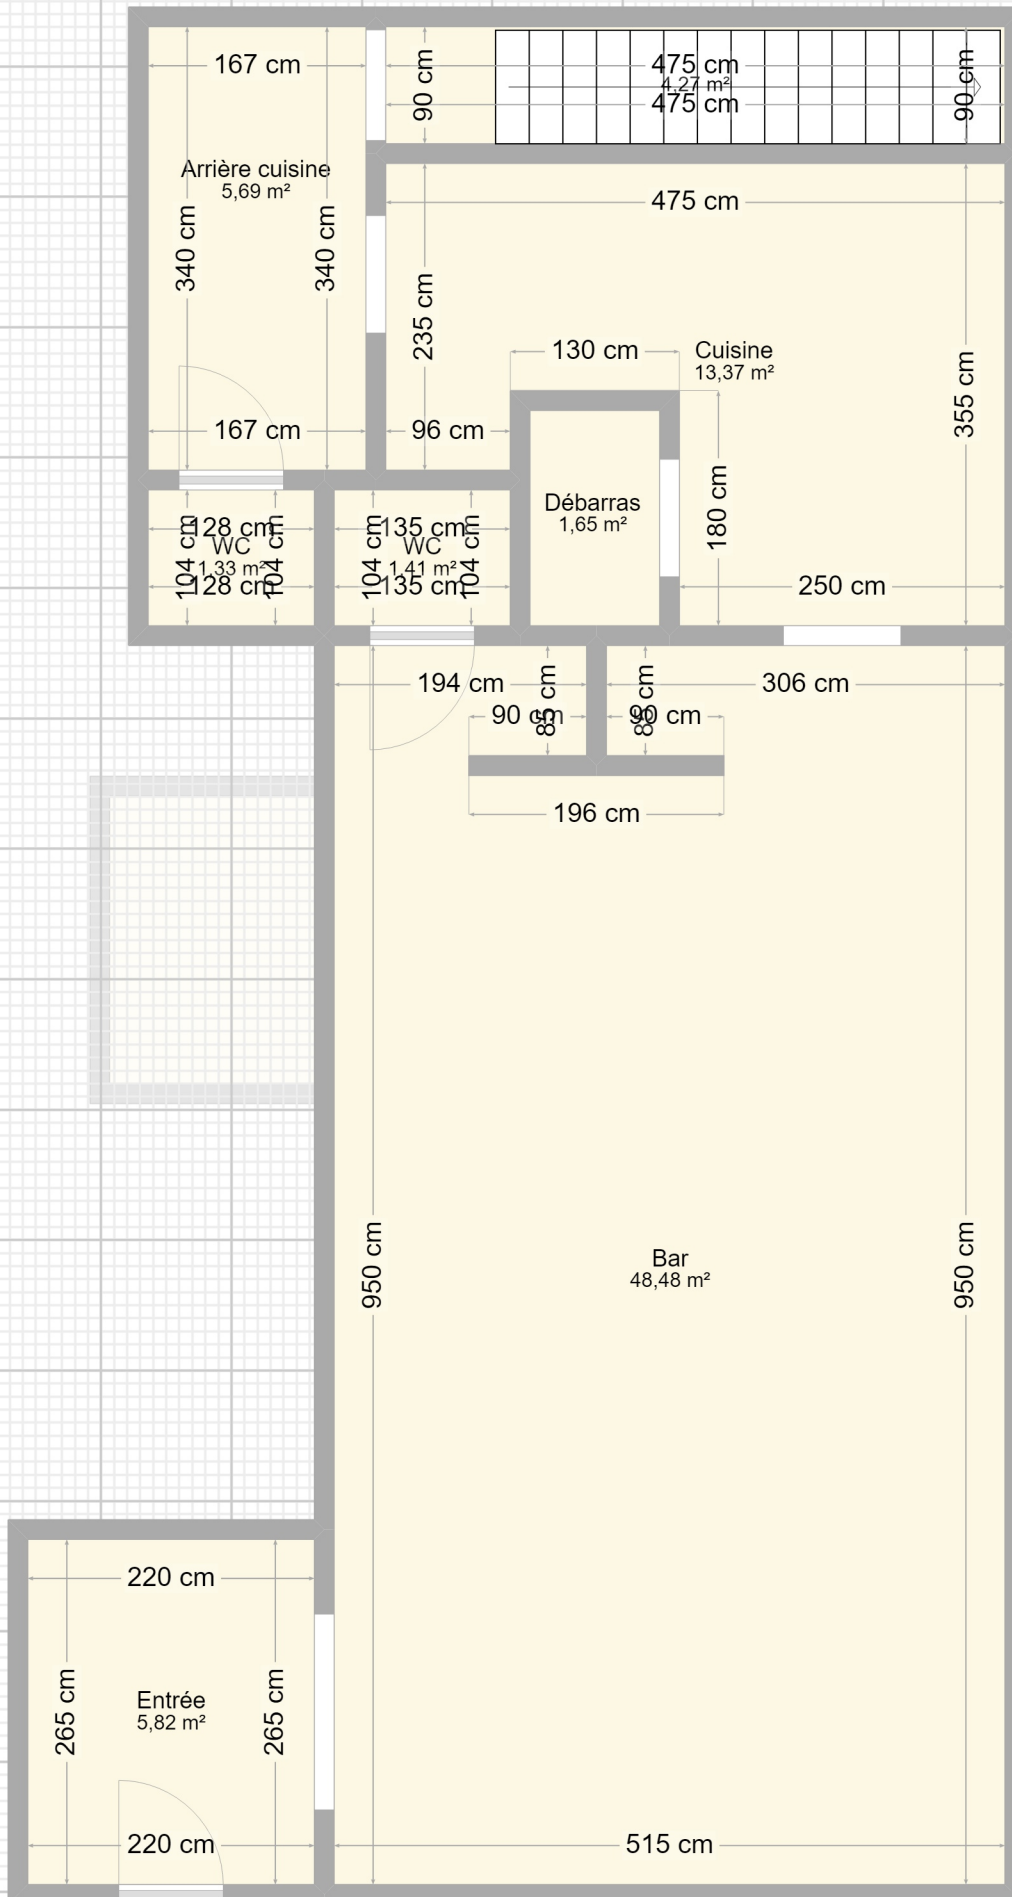 167 cm
90 cm
475 cm
4,27 m²
475 cm
90 cm
Arrière cuisine
5,69 m²
475 cm
340 cm
340 cm
235 cm
130 cm
Cuisine
13,37 m²
355 cm
167 cm
96 cm
180 cm
Débarras
1,65 m²
128 cm
104 cm
WC
1,33 m²
104 cm
128 cm
135 cm
104 cm
WC
1,41 m²
104 cm
135 cm
250 cm
194 cm
85 cm
90 cm
306 cm
85 cm
90 cm
196 cm
950 cm
Bar
48,48 m²
950 cm
220 cm
265 cm
Entrée
5,82 m²
265 cm
220 cm
515 cm